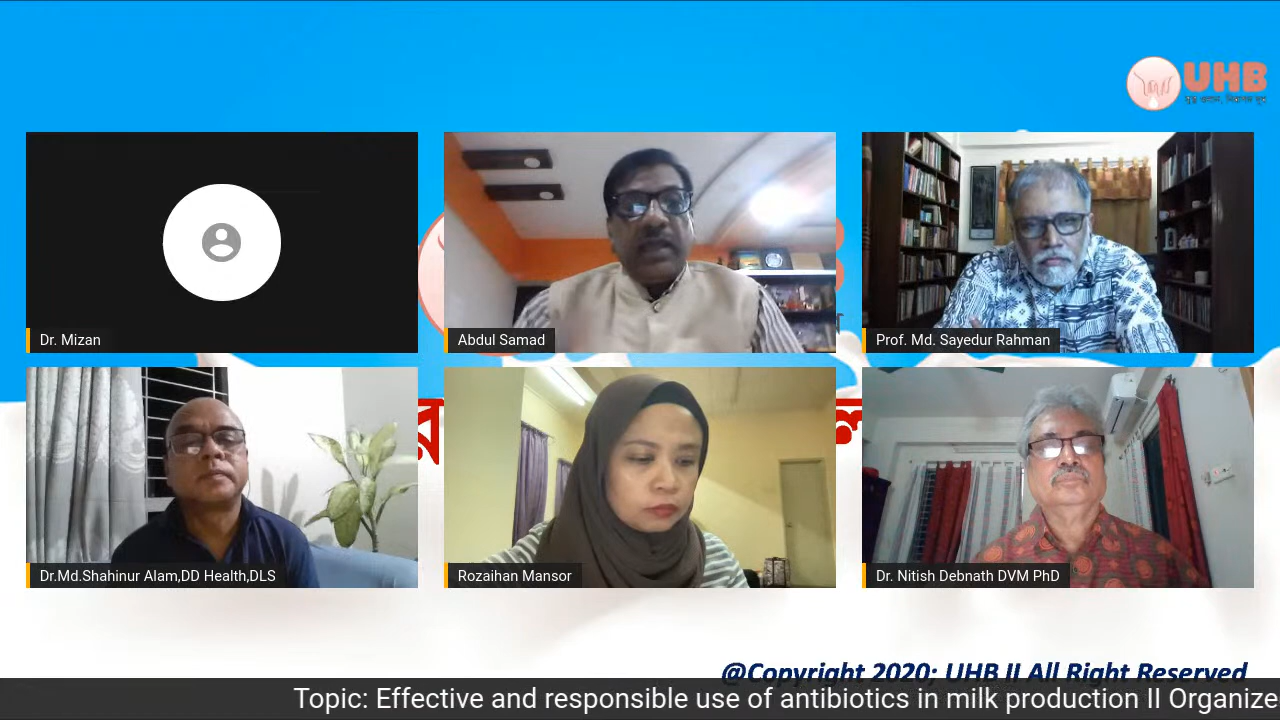 UHB
Dr. Mizan
Abdul Samad
Prof. Md. Sayedur Rahman
Dr.Md.Shahinur Alam,DD Health,DLS
Rozaihan Mansor
Dr. Nitish Debnath DVM PhD
@Copyright 2020; UHB II All Right Reserved
Topic: Effective and responsible use of antibiotics in milk production II Organize